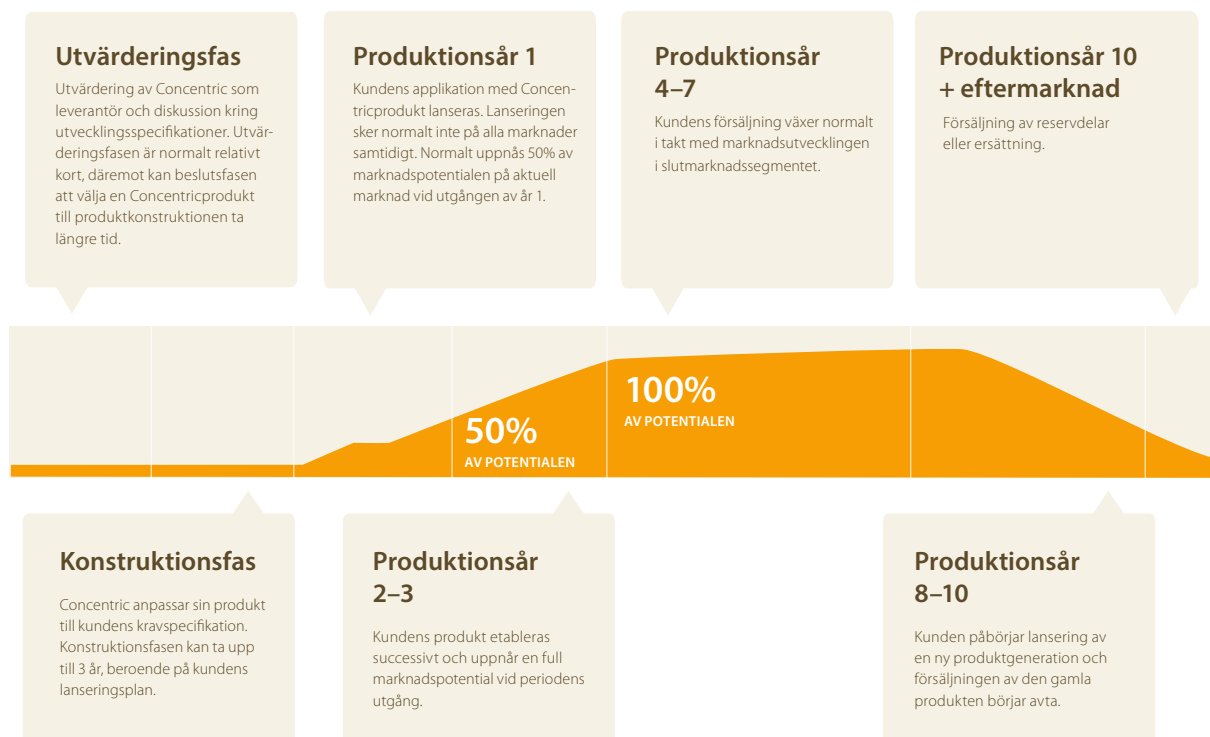 Utvärderingsfas
Utvärdering av Concentric som
leverantör och diskussion kring
utvecklingsspecifikationer. Utvär-
deringsfasen är normalt relativt
kort, däremot kan beslutsfasen
att välja en Concentricprodukt
till produktkonstruktionen ta
längre tid.
Produktionsår 1
Kundens applikation med Concen-
tricprodukt lanseras. Lanseringen
sker normalt inte på alla marknader
samtidigt. Normalt uppnås 50% av
marknadspotentialen på aktuell
marknad vid utgången av år 1.
Produktionsår
4–7
Kundens försäljning växer normalt
i takt med marknadsutvecklingen
i slutmarknadssegmentet.
Produktionsår 10
+ eftermarknad
Försäljning av reservdelar
eller ersättning.
50%
AV POTENTIALEN
100%
AV POTENTIALEN
Konstruktionsfas
Concentric anpassar sin produkt
till kundens kravspecifikation.
Konstruktionsfasen kan ta upp
till 3 år, beroende på kundens
lanseringsplan.
Produktionsår
2–3
Kundens produkt etableras
successivt och uppnår en full
marknadspotential vid periodens
utgång.
Produktionsår
8–10
Kunden påbörjar lansering av
en ny produktgeneration och
försäljningen av den gamla
produkten börjar avta.